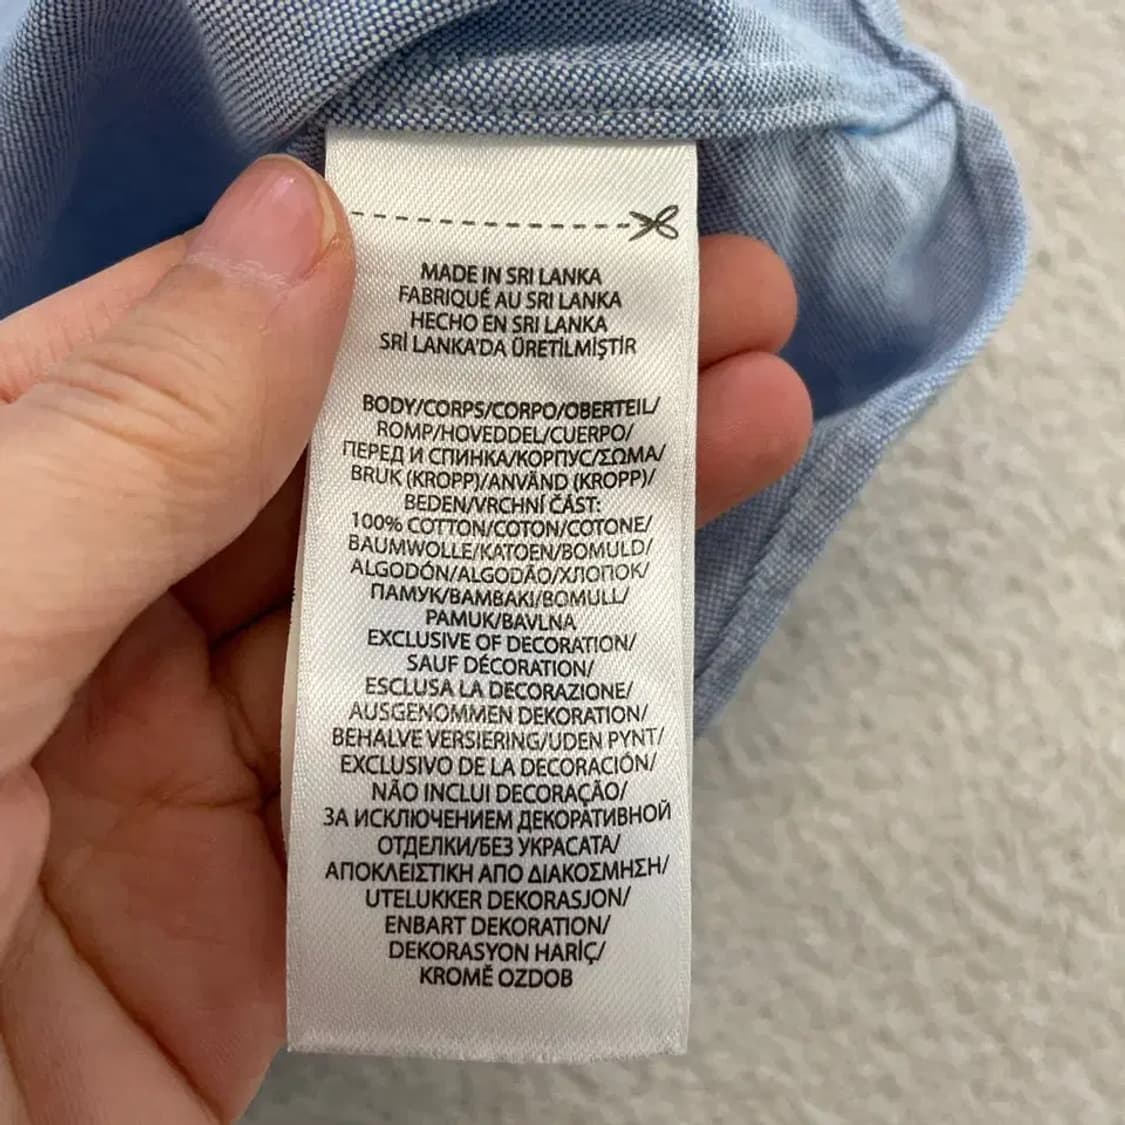 MADE IN SRI LANKA
FABRIQUÉ AU SRI LANKA
HECHO EN SRI LANKA
SRİ LANKA'DA ÜRETİLMİŞTİR
BODY/CORPS/CORPO/OBERTEIL/
ROMP/HOVEDDEL/CUERPO/
ПЕРЕД И СПИНКА/КОРПУС/ΣΩΜΑ/
BRUK (KROPP)/ANVÄND (KROPP)/
BEDEN/VRCHNÍ ČÁST:
100% COTTON/COTON/COTONE/
BAUMWOLLE/KATOEN/BOMULD/
ALGODÓN/ALGODÃO/ХЛОПОК/
ПАМУК/ΒΑΜΒΑΚΙ/BOMULL/
PAMUK/BAVLNA
EXCLUSIVE OF DECORATION/
SAUF DÉCORATION/
ESCLUSA LA DECORAZIONE/
AUSGENOMMEN DEKORATION/
BEHALVE VERSIERING/UDEN PYNT/
EXCLUSIVO DE LA DECORACIÓN/
NÃO INCLUI DECORAÇÃO/
ЗА ИСКЛЮЧЕНИЕМ ДЕКОРАТИВНОЙ
ОТДЕЛКИ/БЕЗ УКРАСАТА/
ΑΠΟΚΛΕΙΣΤΙΚΗ ΑΠΟ ΔΙΑΚΟΣΜΗΣΗ/
UTELUKKER DEKORASJON/
ENBART DEKORATION/
DEKORASYON HARİÇ/
KROMĚ OZDOB